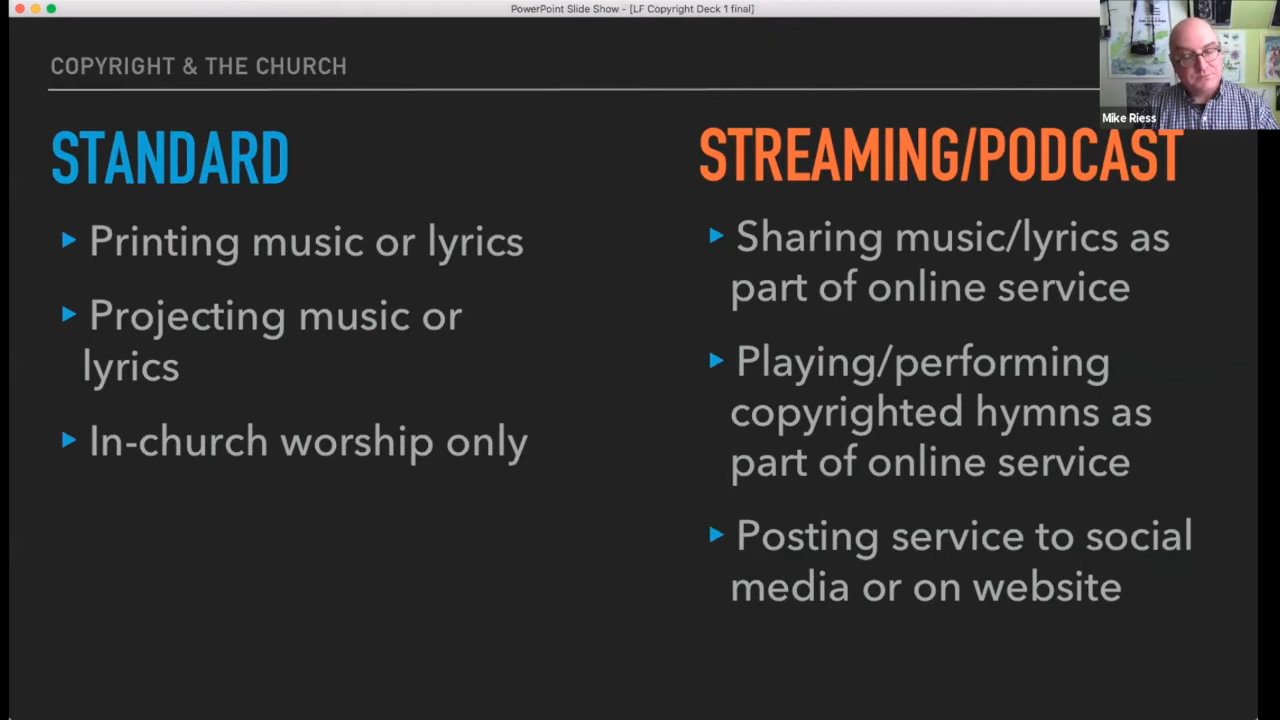 PowerPoint Slide Show - [LF Copyright Deck 1 final]
COPYRIGHT & THE CHURCH
Mike Riess
STANDARD
▸ Printing music or lyrics
▸ Projecting music or
lyrics
▸ In-church worship only
STREAMING/PODCAST
▸ Sharing music/lyrics as
part of online service
▸ Playing/performing
copyrighted hymns as
part of online service
▸ Posting service to social
media or on website